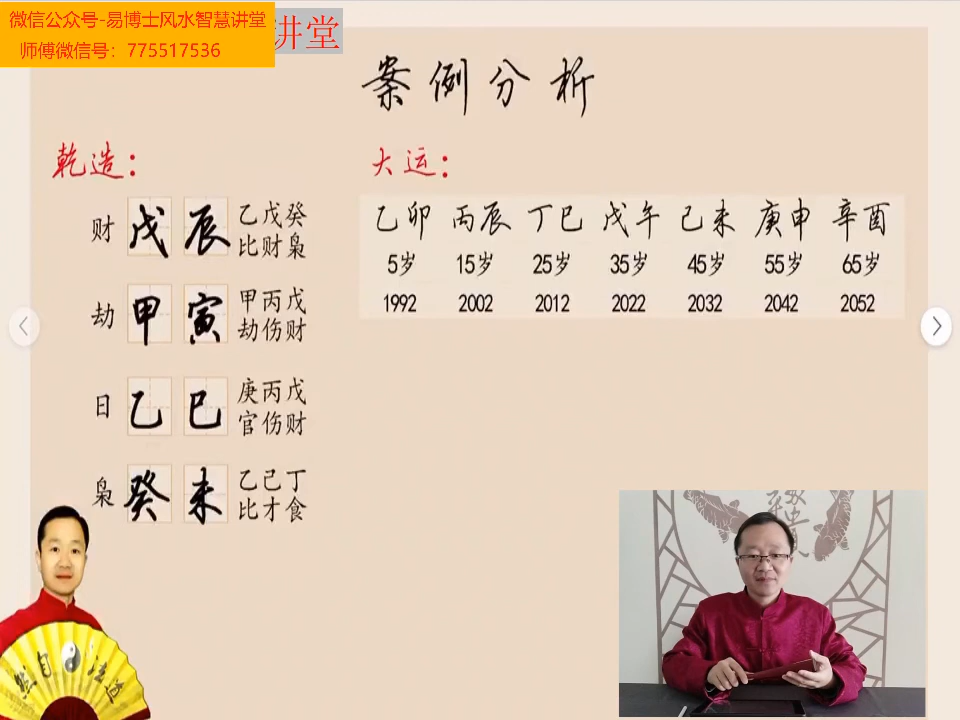 微信公众号-易博士风水智慧讲堂
师傅微信号：775517536
讲堂
案例分析
乾造：
财 戊 辰 乙戊癸
比财枭
劫 甲 寅 甲丙戊
劫伤财
日 乙 巳 庚丙戊
官伤财
枭 癸 未 乙己丁
比才食
大运：
乙卯 丙辰 丁巳 戊午 己未 庚申 辛酉
5岁 15岁 25岁 35岁 45岁 55岁 65岁
1992 2002 2012 2022 2032 2042 2052
然自法道